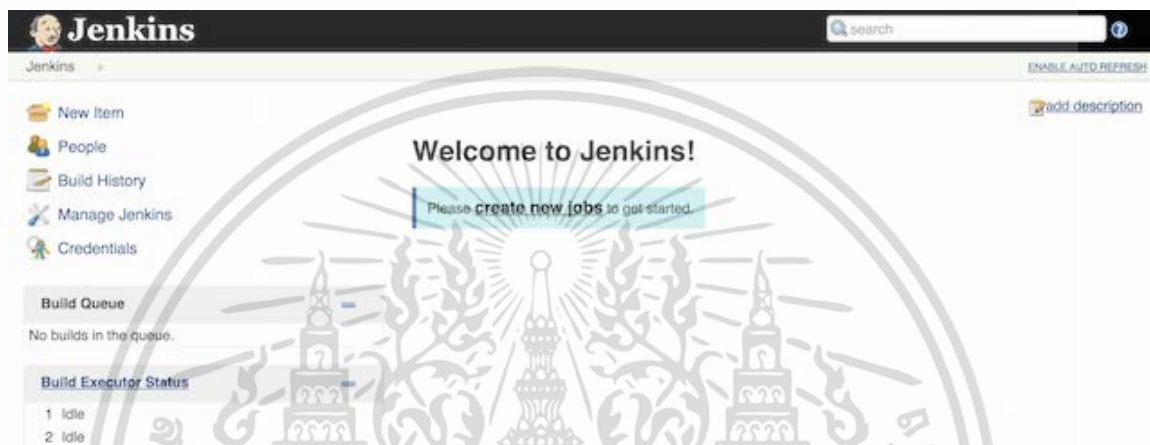 Jenkins
search
Jenkins
ENABLE AUTO REFRESH
New Item
add description
People
Build History
Manage Jenkins
Credentials
Welcome to Jenkins!
Please create new jobs to get started.
Build Queue
No builds in the queue.
Build Executor Status
1 Idle
2 Idle